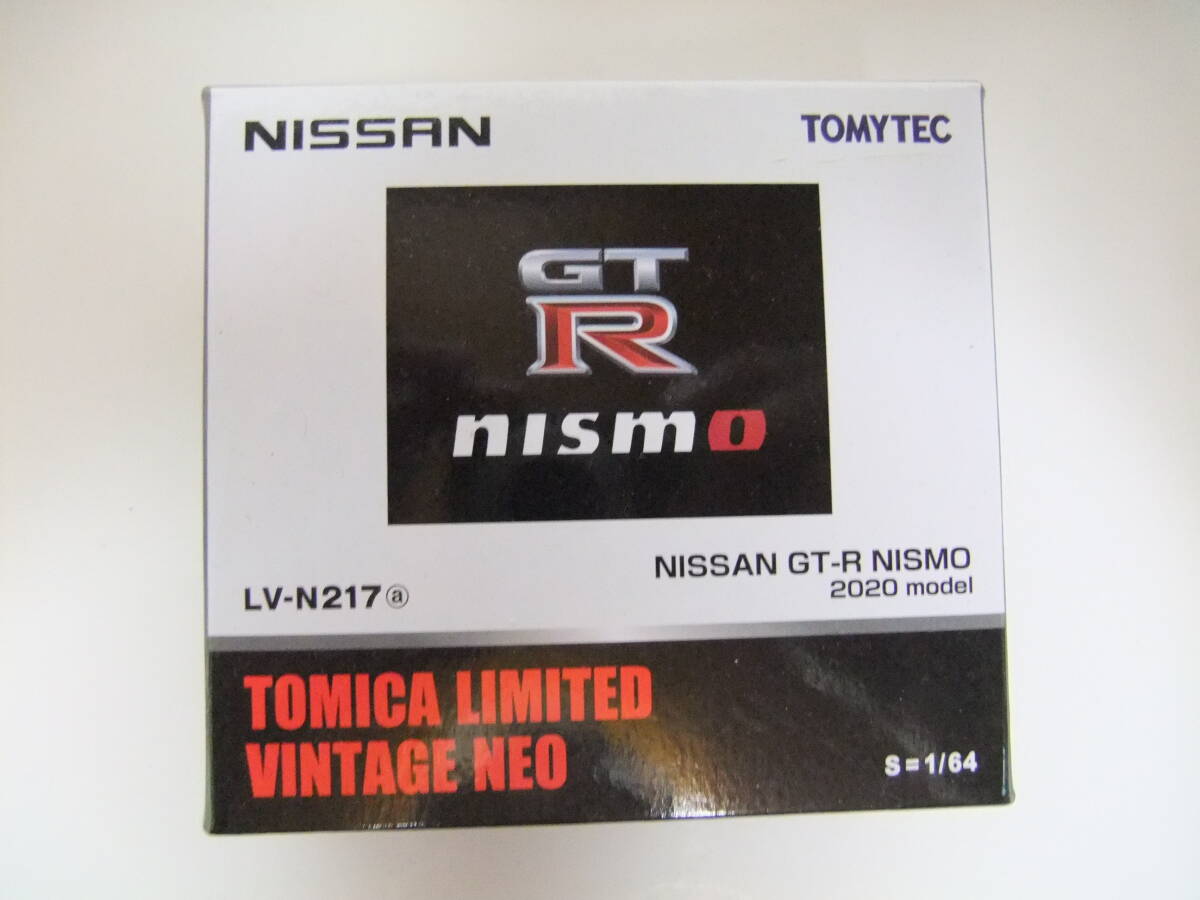 NISSAN
TOMYTEC
GT
R
nismo
NISSAN GT-R NISMO
2020 model
LV-N217ⓐ
TOMICA LIMITED
VINTAGE NEO
S=1/64